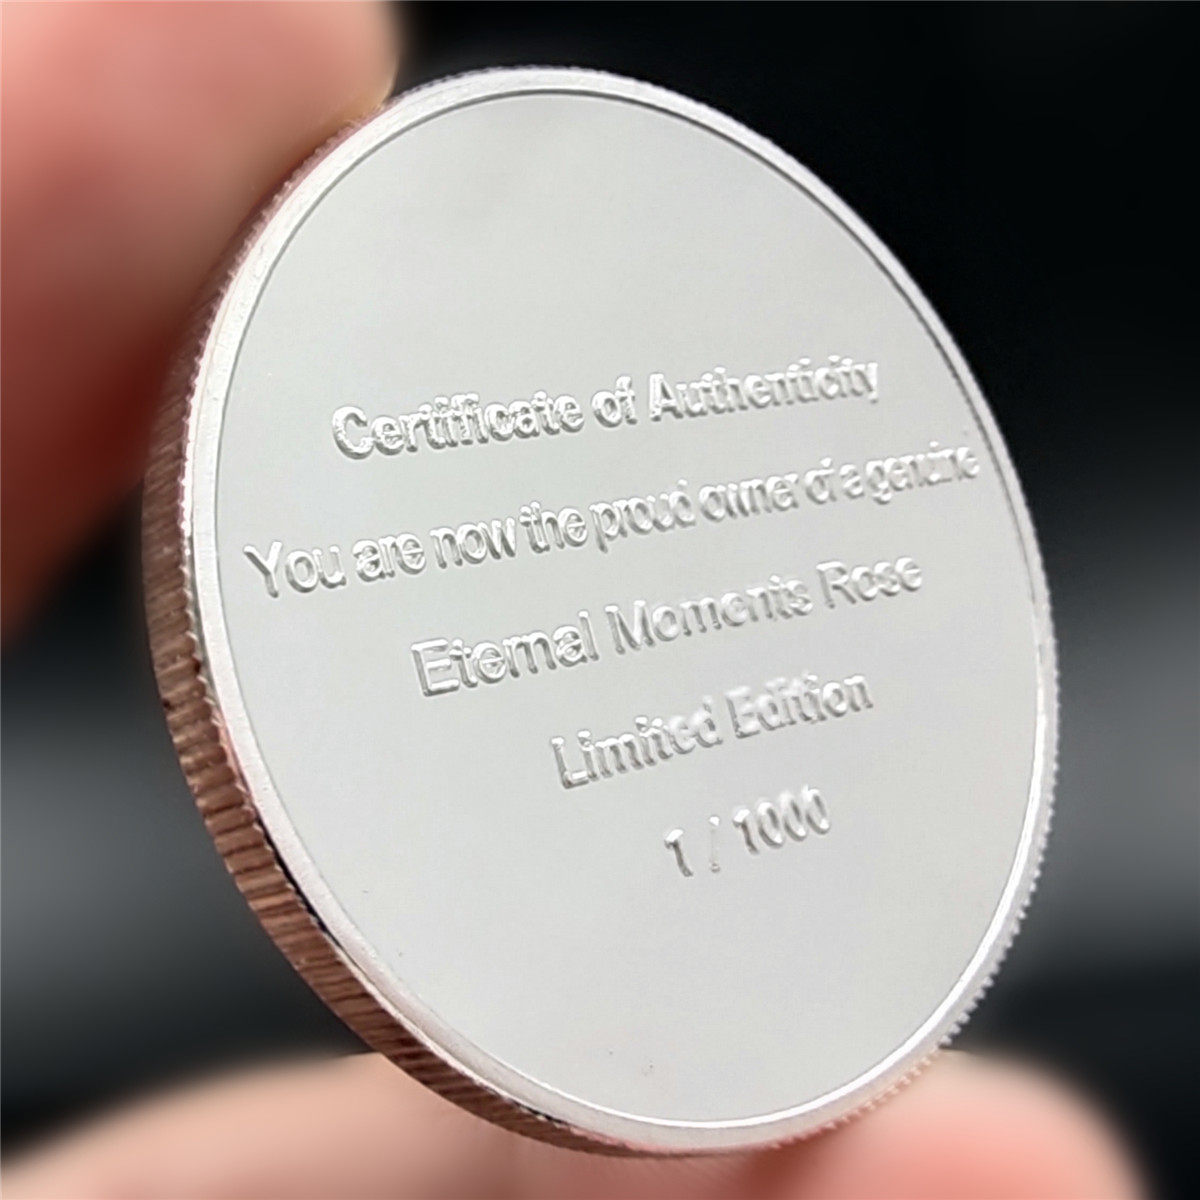 Certificate of Authenticity
You are now the proud owner of a genuine
Eternal Moments Rose
Limited Edition
1 / 1000